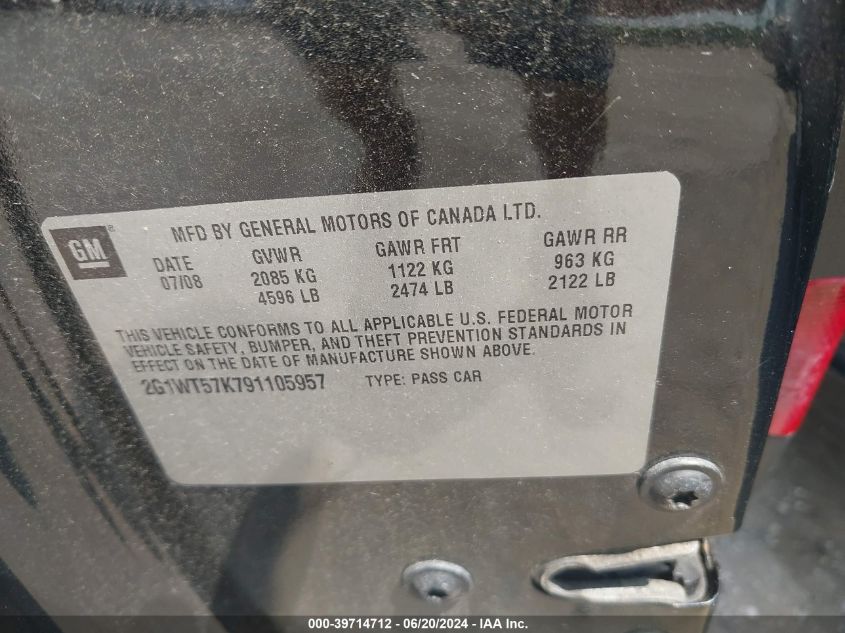 GM®
MFD BY GENERAL MOTORS OF CANADA LTD.
DATE GVWR GAWR FRT GAWR RR
07/08 2085 KG 1122 KG 963 KG
4596 LB 2474 LB 2122 LB
THIS VEHICLE CONFORMS TO ALL APPLICABLE U.S. FEDERAL MOTOR
VEHICLE SAFETY, BUMPER, AND THEFT PREVENTION STANDARDS IN
EFFECT ON THE DATE OF MANUFACTURE SHOWN ABOVE.
2G1WT57K791105957 TYPE: PASS CAR
000-39714712 - 06/20/2024 - IAA Inc.